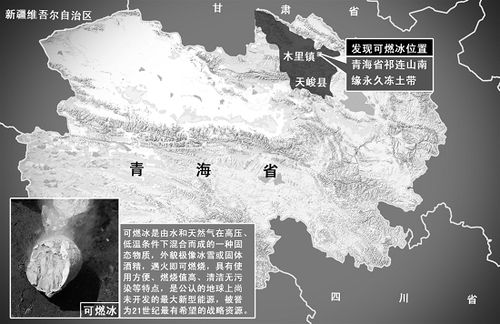 新疆维吾尔自治区
甘 肃 省
木里镇
天峻县
发现可燃冰位置
青海省祁连山南
缘永久冻土带
青 海 省
可燃冰是由水和天然气在高压、
低温条件下混合而成的一种固
态物质，外貌极像冰雪或固体
酒精，遇火即可燃烧，具有使
用方便、燃烧值高、清洁无污
染等特点，是公认的地球上尚
未开发的最大新型能源，被誉
为21世纪最有希望的战略资源。
可燃冰
四 川 省